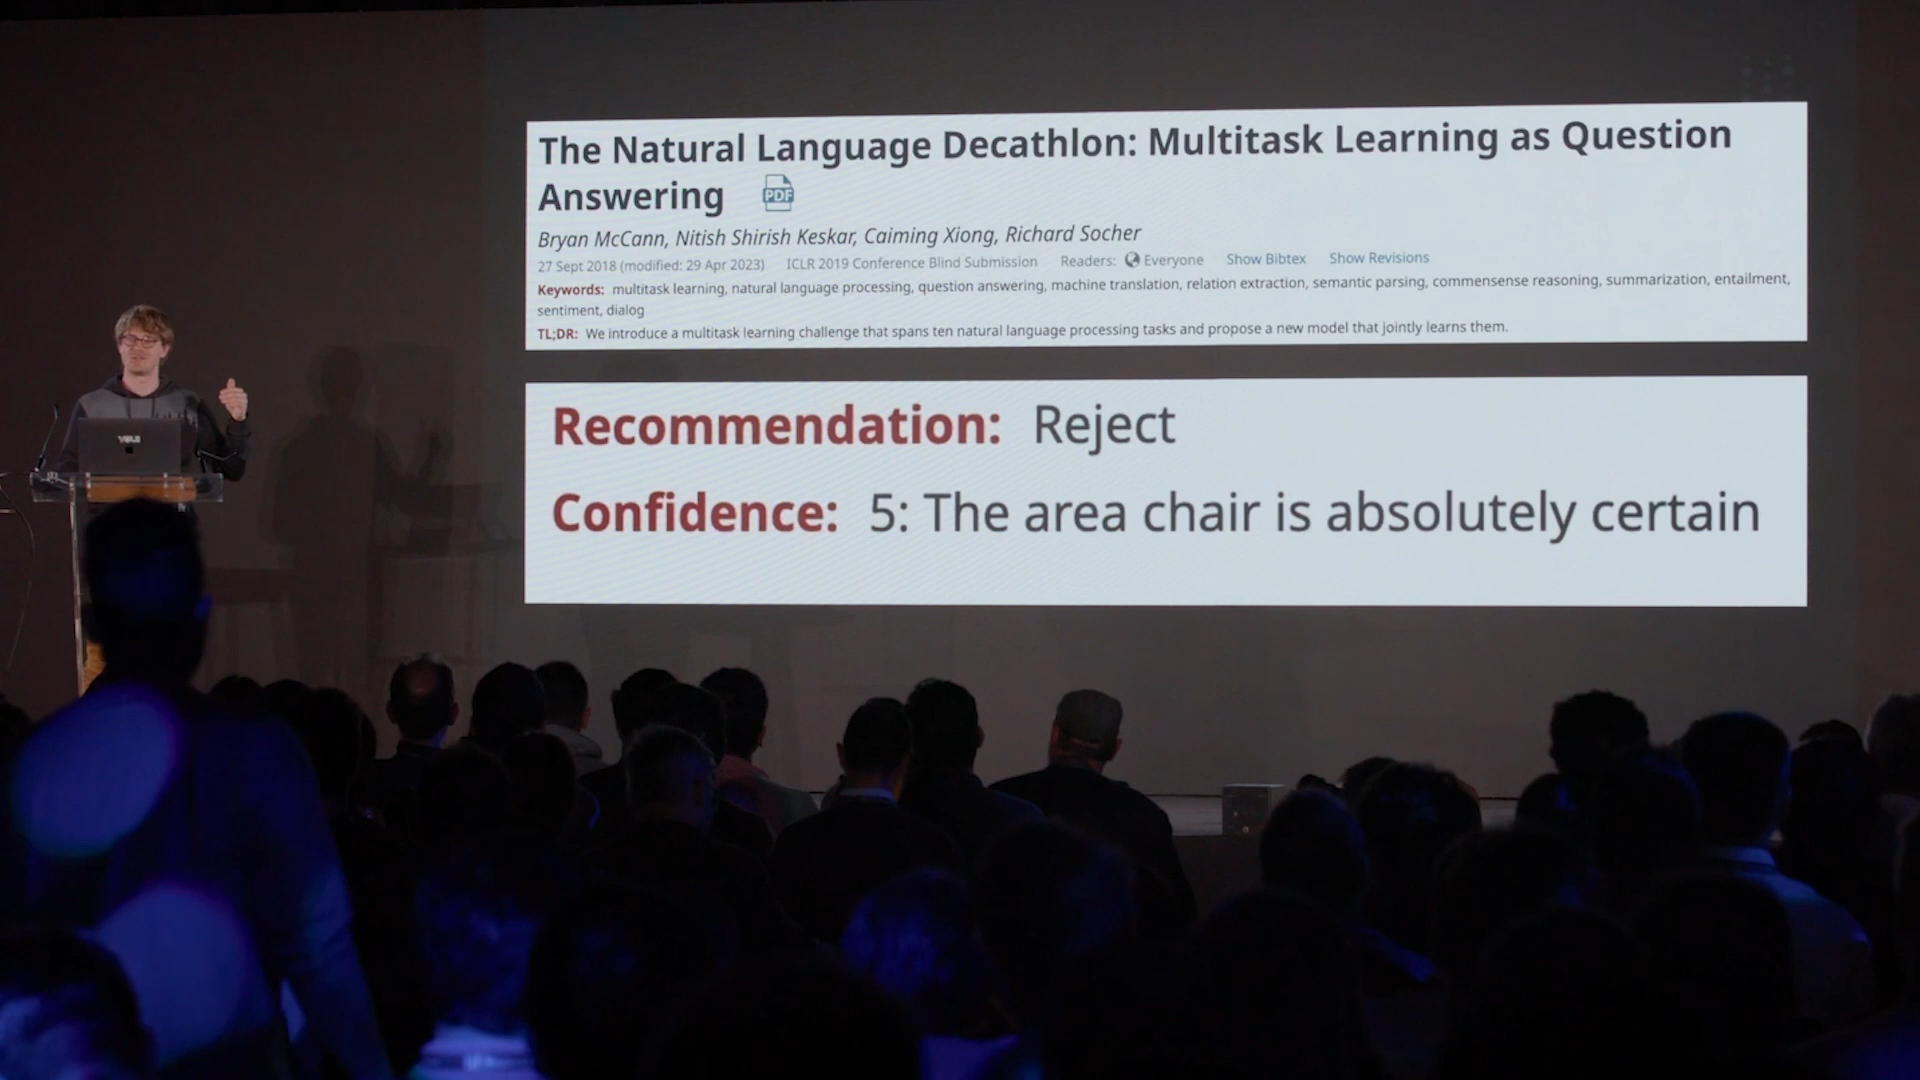 The Natural Language Decathlon: Multitask Learning as Question
Answering PDF
Bryan McCann, Nitish Shirish Keskar, Caiming Xiong, Richard Socher
27 Sept 2018 (modified: 29 Apr 2023) ICLR 2019 Conference Blind Submission Readers: Everyone Show Bibtex Show Revisions
Keywords: multitask learning, natural language processing, question answering, machine translation, relation extraction, semantic parsing, commensense reasoning, summarization, entailment,
sentiment, dialog
TL;DR: We introduce a multitask learning challenge that spans ten natural language processing tasks and propose a new model that jointly learns them.
Recommendation: Reject
Confidence: 5: The area chair is absolutely certain